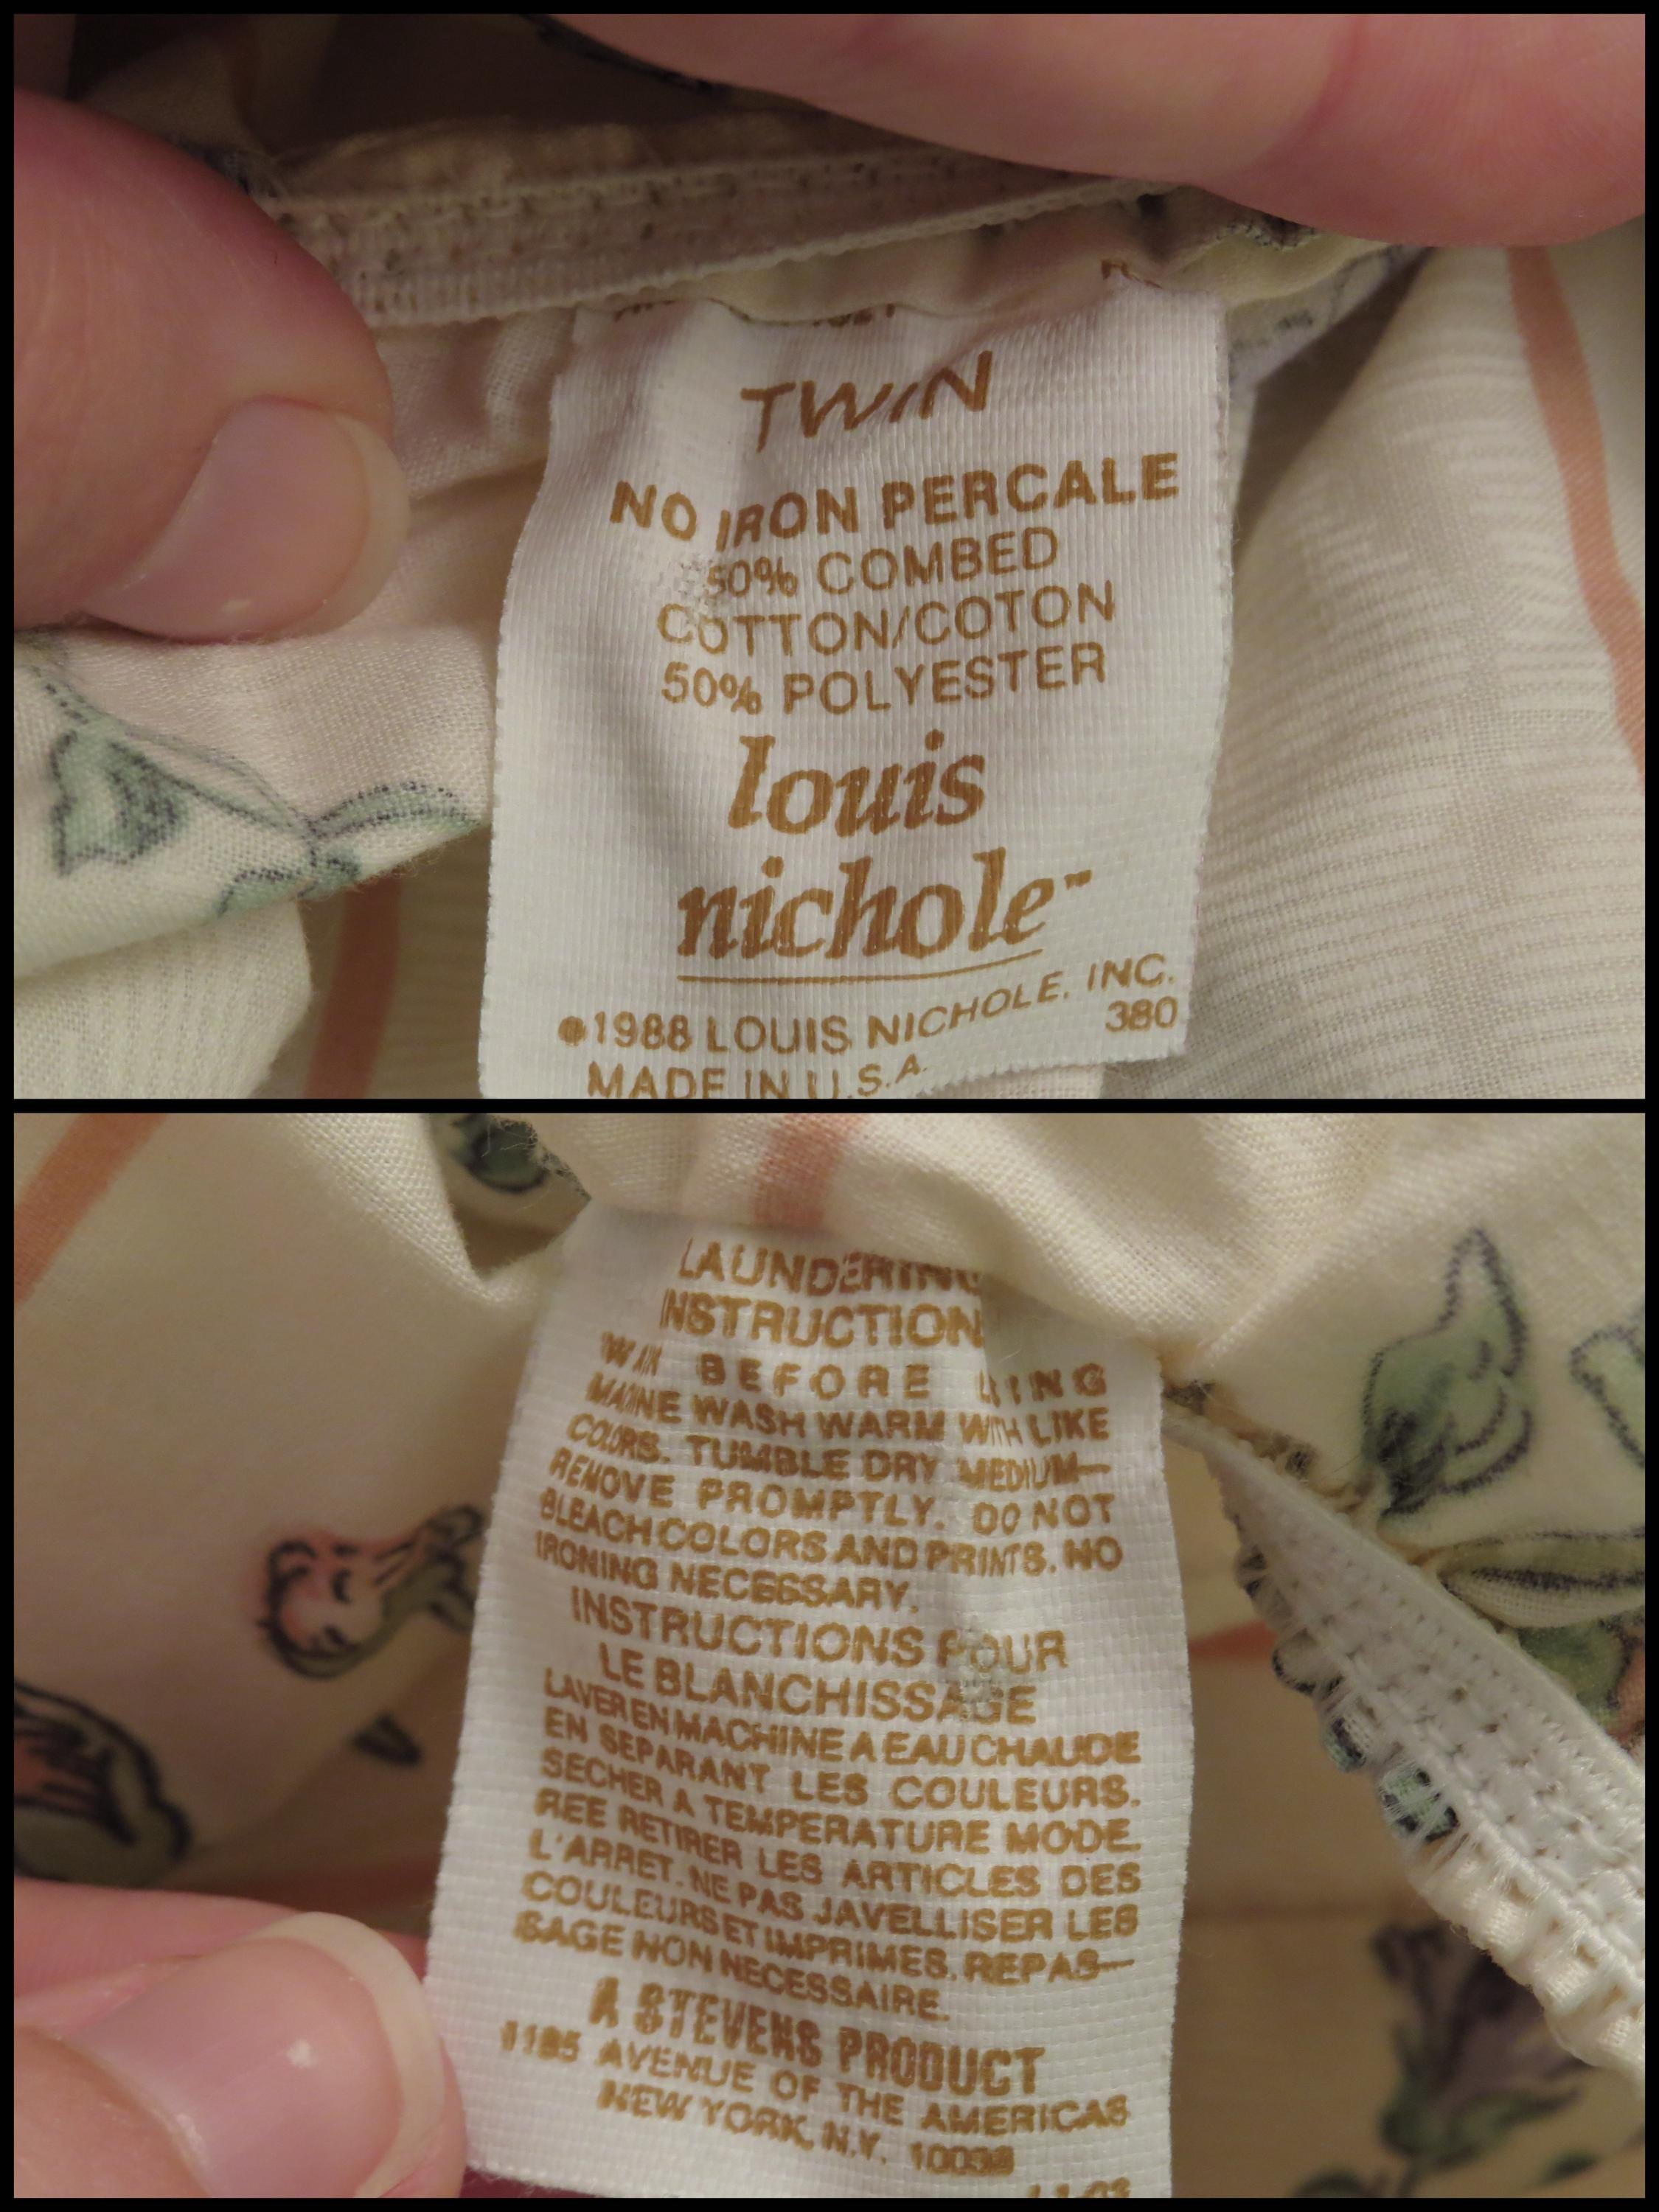 TWIN
NO IRON PERCALE
50% COMBED
COTTON/COTON
50% POLYESTER
louis
nichole™
©1988 LOUIS NICHOLE, INC.
380
MADE IN U.S.A.
LAUNDERING
INSTRUCTION
BEFORE
MACHINE WASH WARM WITH LIKE
COLORS. TUMBLE DRY MEDIUM—
REMOVE PROMPTLY. DO NOT
BLEACH COLORS AND PRINTS. NO
IRONING NECESSARY.
INSTRUCTIONS POUR
LE BLANCHISSAGE
LAVER EN MACHINE A EAU CHAUDE
EN SEPARANT LES COULEURS.
SECHER A TEMPERATURE MODE.
REE RETIRER LES ARTICLES DES
L'ARRET. NE PAS JAVELLISER LES
COULEURS ET IMPRIMES. REPAS—
SAGE NON NECESSAIRE.
A STEVENS PRODUCT
1185 AVENUE OF THE AMERICAS
NEW YORK, N.Y.